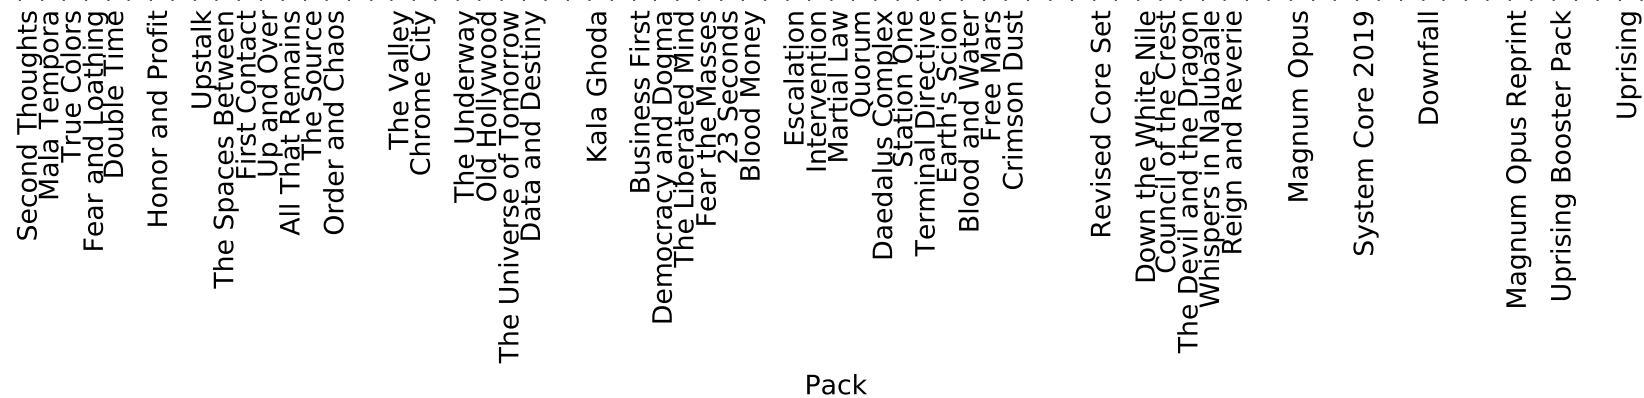 Second Thoughts
Mala Tempora
True Colors
Fear and Loathing
Double Time
Honor and Profit
Upstalk
The Spaces Between
First Contact
Up and Over
All That Remains
The Source
Order and Chaos
The Valley
Chrome City
The Underway
Old Hollywood
The Universe of Tomorrow
Data and Destiny
Kala Ghoda
Business First
Democracy and Dogma
The Liberated Mind
Fear the Masses
23 Seconds
Blood Money
Escalation
Intervention
Martial Law
Quorum
Daedalus Complex
Station One
Terminal Directive
Earth's Scion
Blood and Water
Free Mars
Crimson Dust
Revised Core Set
Down the White Nile
Council of the Crest
The Devil and the Dragon
Whispers in Nalubaale
Reign and Reverie
Magnum Opus
System Core 2019
Downfall
Magnum Opus Reprint
Uprising Booster Pack
Uprising
Pack